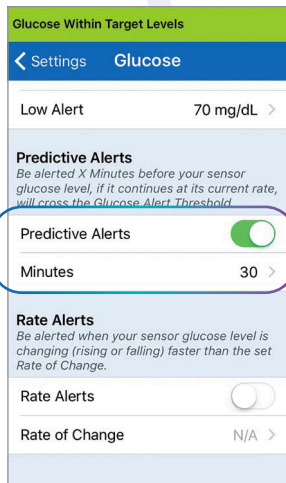 Glucose Within Target Levels
Settings Glucose
Low Alert 70 mg/dL
Predictive Alerts
Be alerted X Minutes before your sensor
glucose level, if it continues at its current rate,
will cross the Glucose Alert Threshold.
Predictive Alerts
Minutes 30
Rate Alerts
Be alerted when your sensor glucose level is
changing (rising or falling) faster than the set
Rate of Change.
Rate Alerts
Rate of Change N/A